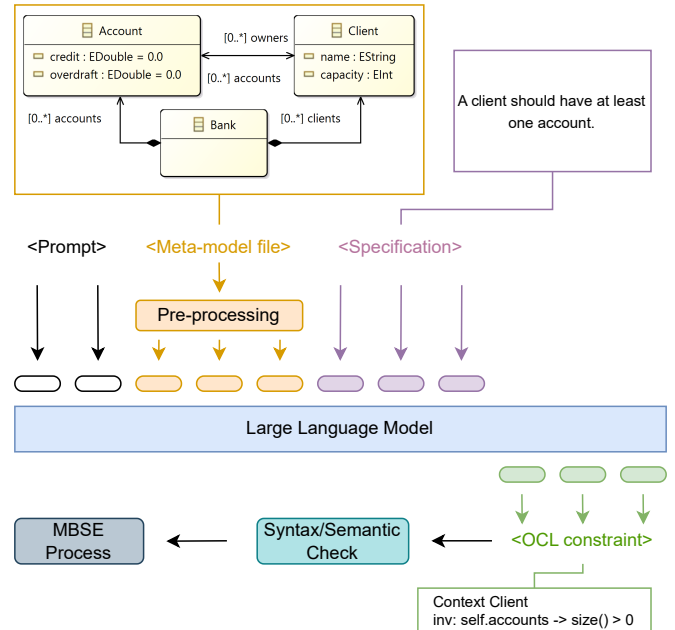 Account
credit : EDouble = 0.0
overdraft : EDouble = 0.0
[0..*] owners
[0..*] accounts
Client
name : EString
capacity : EInt
[0..*] accounts
Bank
[0..*] clients
A client should have at least
one account.
<Prompt>
<Meta-model file>
<Specification>
Pre-processing
Large Language Model
MBSE
Process
Syntax/Semantic
Check
<OCL constraint>
Context Client
inv: self.accounts -> size() > 0